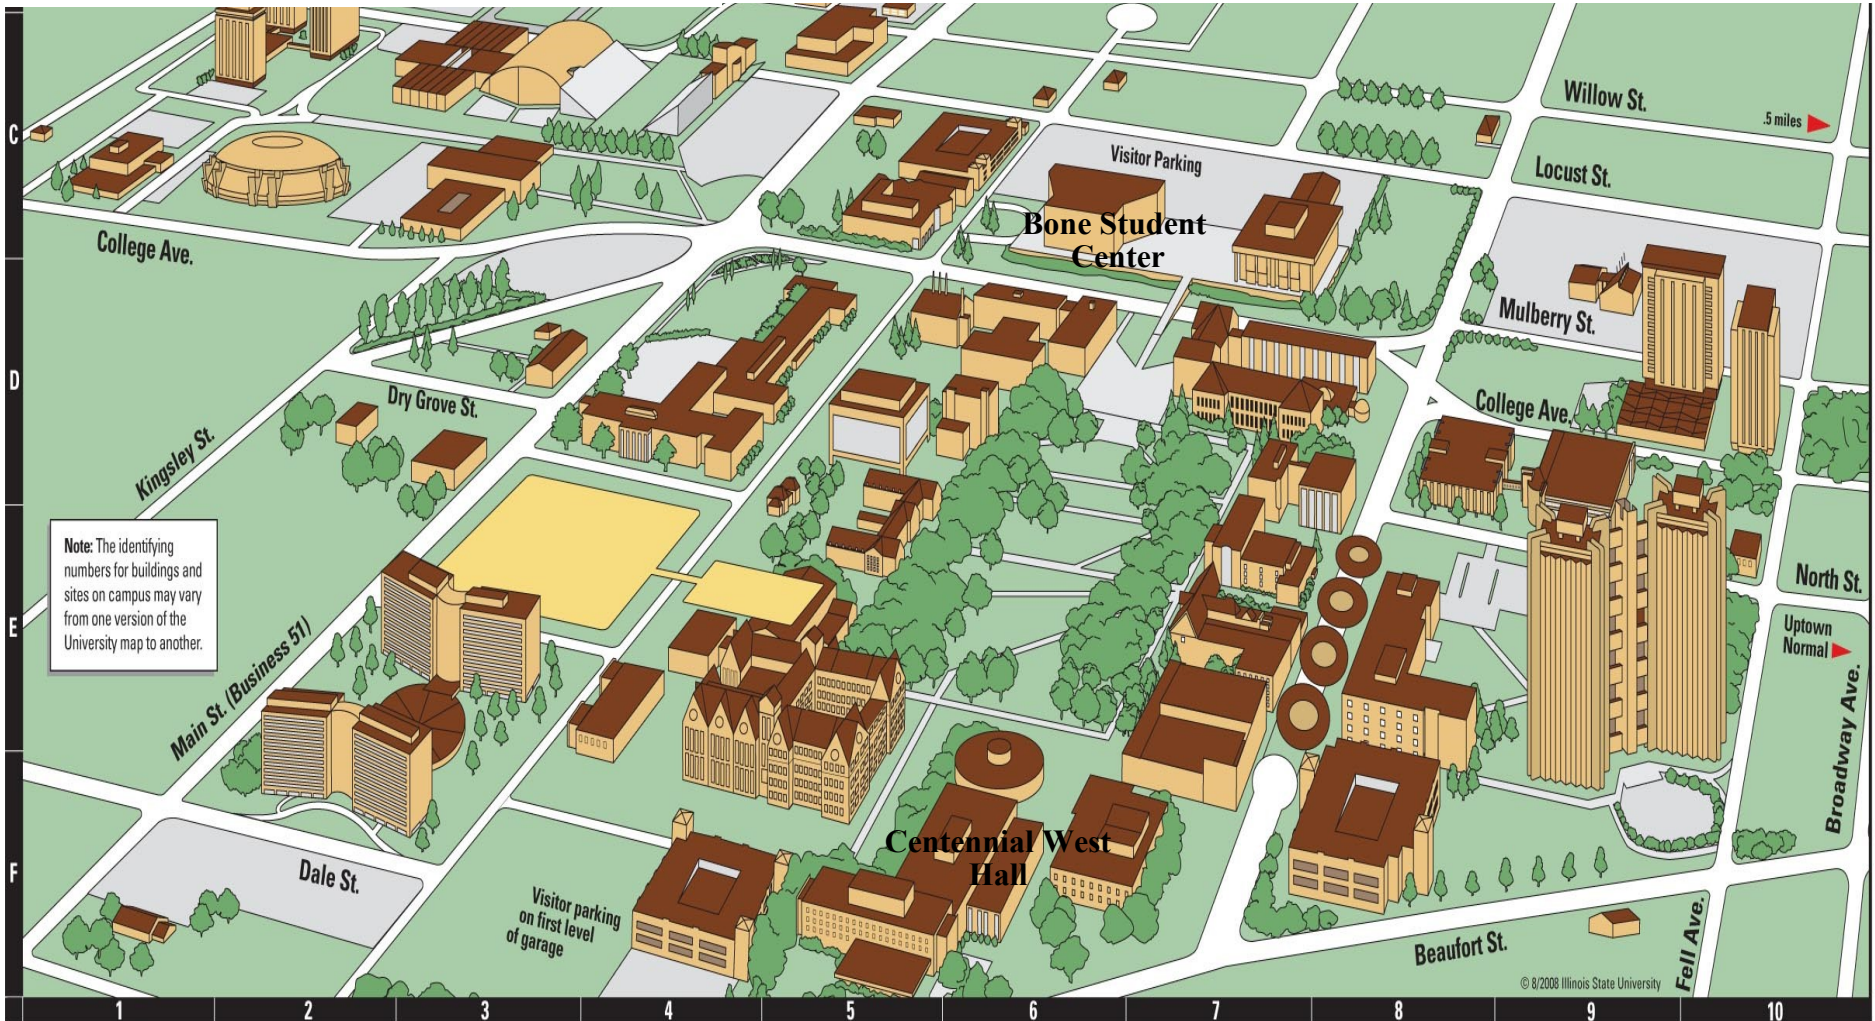 Willow St.
.5 miles
C
Visitor Parking
Locust St.
Bone Student
Center
College Ave.
Mulberry St.
D
Dry Grove St.
College Ave.
Kingsley St.
Note: The identifying
numbers for buildings and
sites on campus may vary
from one version of the
University map to another.
North St.
E
Uptown
Normal
Main St. (Business 51)
Broadway Ave.
Centennial West
Hall
F
Dale St.
Visitor parking
on first level
of garage
Beaufort St.
Fell Ave.
© 8/2008 Illinois State University
1 2 3 4 5 6 7 8 9 10